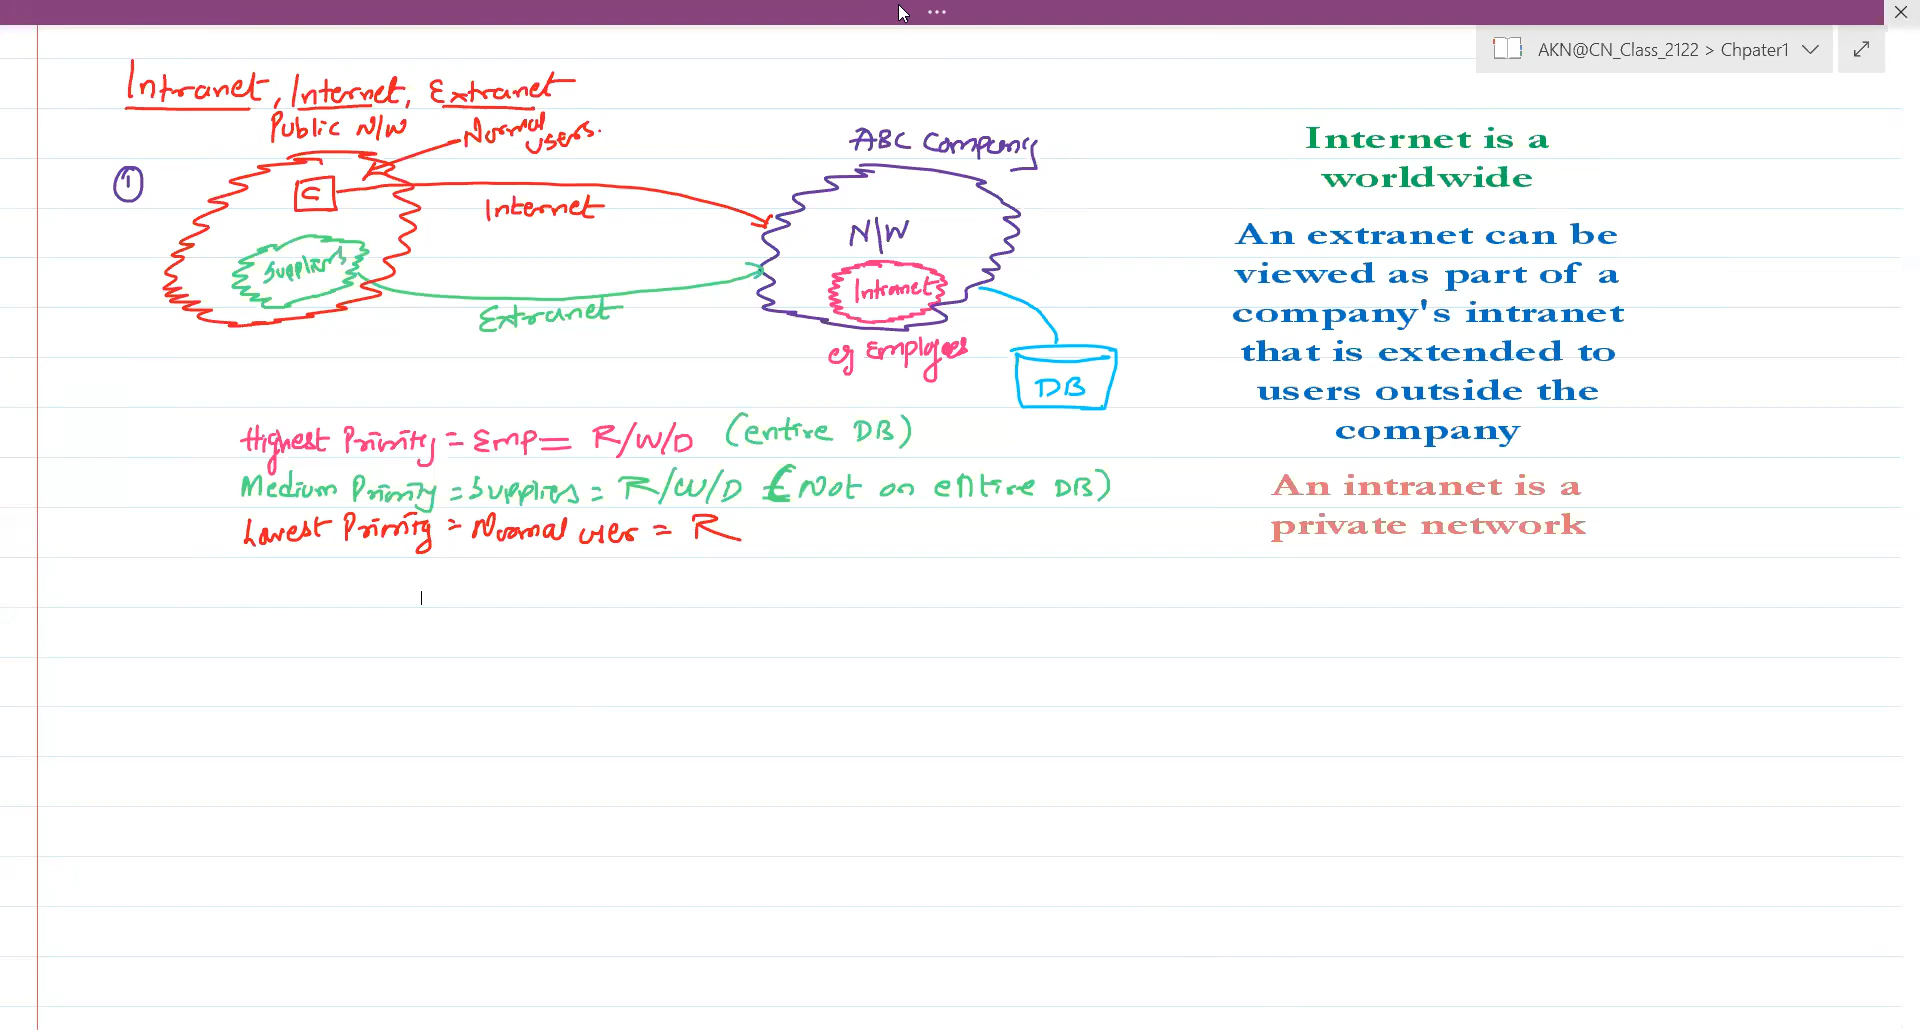 AKN@CN_Class_2122 > Chpater1
Intranet, Internet, Extranet
Public N/W
Normal users.
ABC Company
1
C
Internet
N/W
Suppliers
Intranet
Extranet
eg Employees
DB
Highest Priority = Emp = R/W/D (entire DB)
Medium Priority = Suppliers = R/W/D (Not on entire DB)
Lowest Priority = Normal user = R
Internet is a
worldwide
An extranet can be
viewed as part of a
company's intranet
that is extended to
users outside the
company
An intranet is a
private network